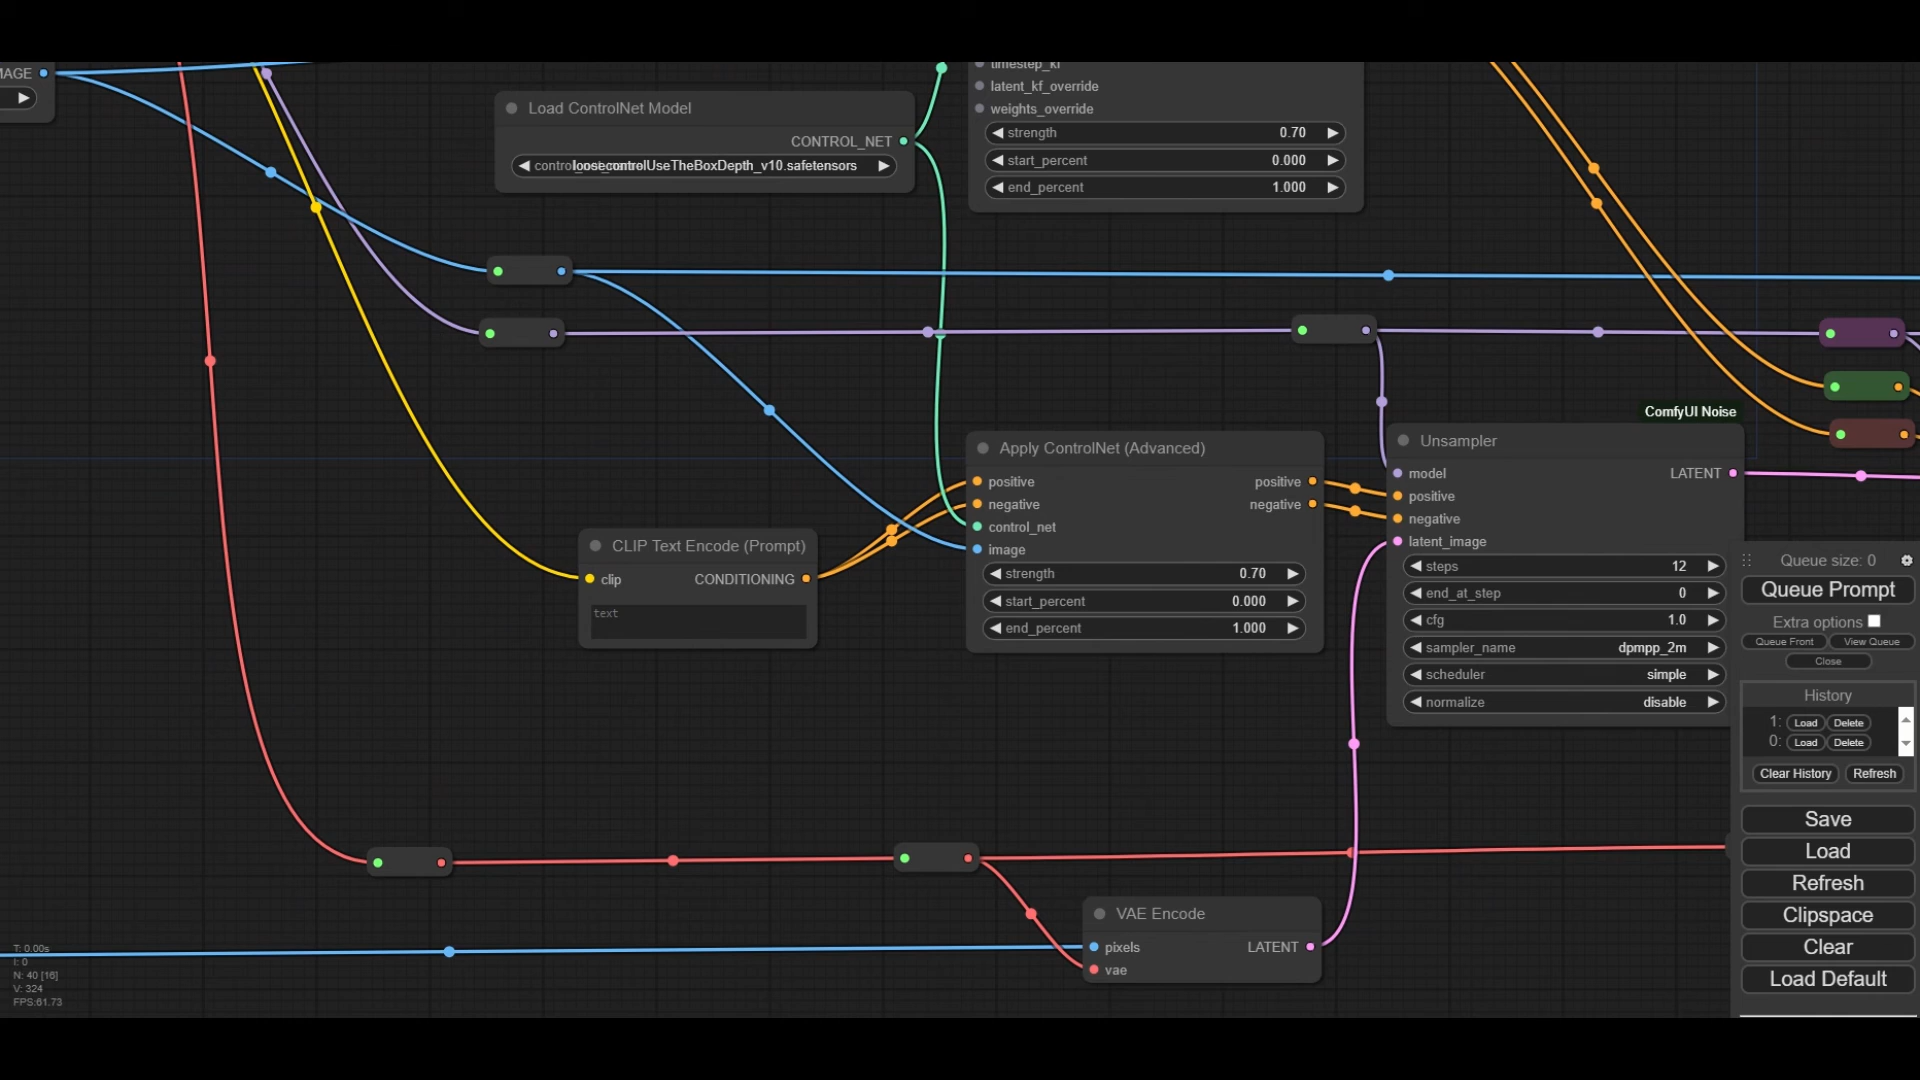 MAGE
timestep_kf
latent_kf_override
weights_override
strength 0.70
start_percent 0.000
end_percent 1.000
Load ControlNet Model
CONTROL_NET
loosecontrolUseTheBoxDepth_v10.safetensors
ComfyUI Noise
Apply ControlNet (Advanced)
positive positive
negative negative
control_net
image
strength 0.70
start_percent 0.000
end_percent 1.000
Unsampler
model LATENT
positive
negative
latent_image
steps 12
end_at_step 0
cfg 1.0
sampler_name dpmpp_2m
scheduler simple
normalize disable
CLIP Text Encode (Prompt)
clip CONDITIONING
text
VAE Encode
pixels LATENT
vae
Queue size: 0
Queue Prompt
Extra options
Queue Front View Queue
Close
History
1: Load Delete
0: Load Delete
Clear History Refresh
Save
Load
Refresh
Clipspace
Clear
Load Default
T: 0.00s
I: 0
N: 40 [16]
V: 324
FPS:61.73